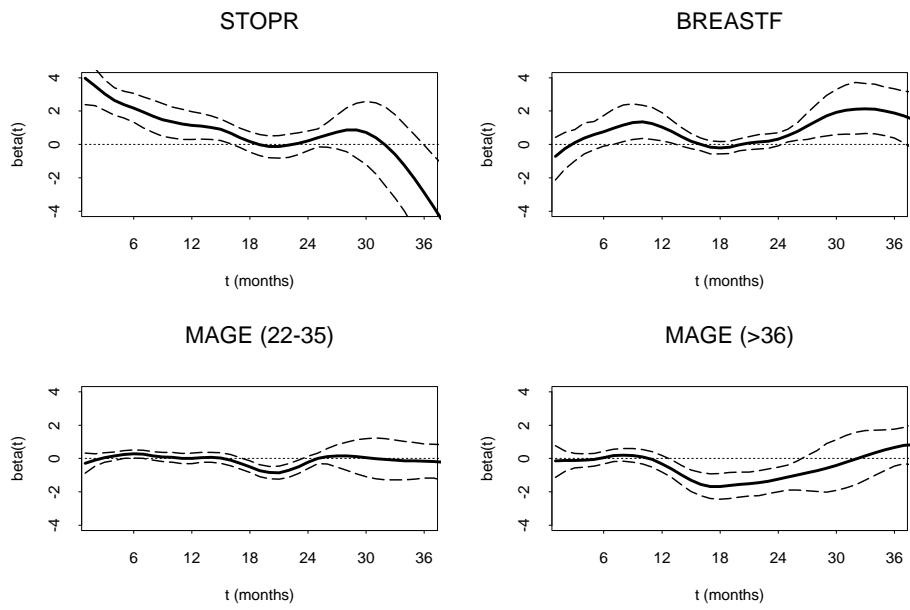 STOPR
beta(t)
4
2
0
-2
-4
6 12 18 24 30 36
t (months)
BREASTF
beta(t)
4
2
0
-2
-4
6 12 18 24 30 36
t (months)
MAGE (22-35)
beta(t)
4
2
0
-2
-4
6 12 18 24 30 36
t (months)
MAGE (>36)
beta(t)
4
2
0
-2
-4
6 12 18 24 30 36
t (months)